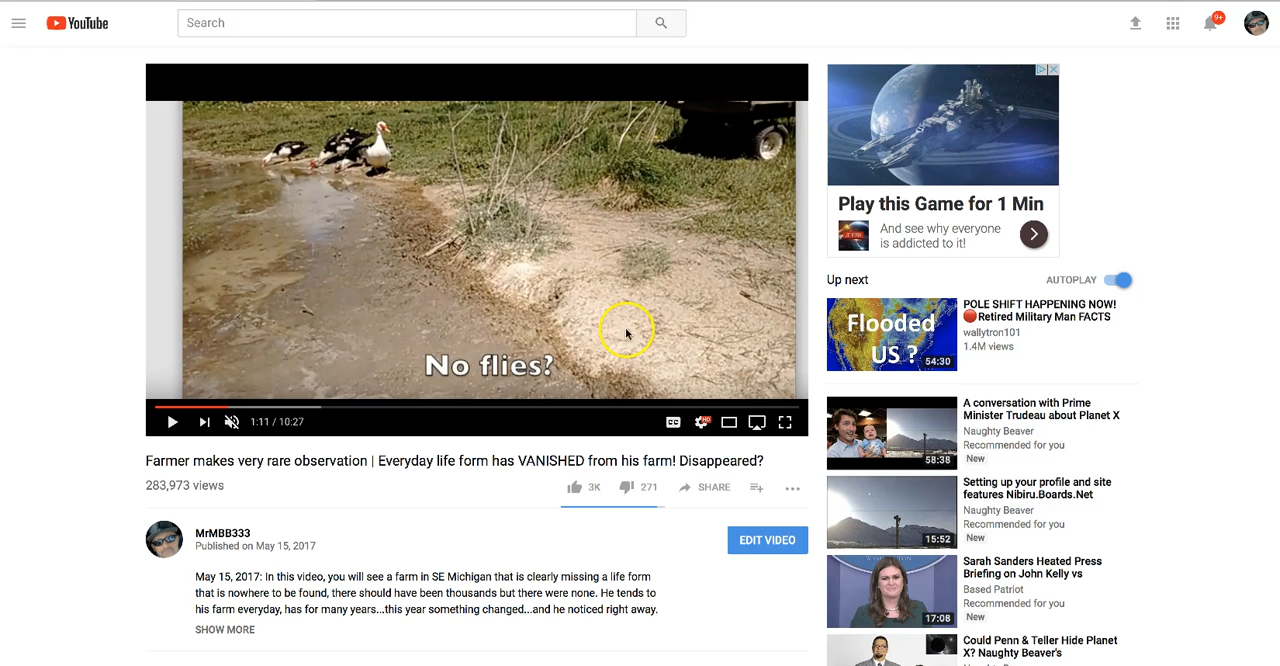 YouTube
Search
9+
No flies?
1:11 / 10:27
CC
HD
Farmer makes very rare observation | Everyday life form has VANISHED from his farm! Disappeared?
283,973 views
3K
271
SHARE
MrMBB333
Published on May 15, 2017
EDIT VIDEO
May 15, 2017: In this video, you will see a farm in SE Michigan that is clearly missing a life form
that is nowhere to be found, there should have been thousands but there were none. He tends to
his farm everyday, has for many years...this year something changed...and he noticed right away.
SHOW MORE
Play this Game for 1 Min
And see why everyone
is addicted to it!
Up next
AUTOPLAY
Flooded
US ?
54:30
POLE SHIFT HAPPENING NOW!
Retired Military Man FACTS
wallytron101
1.4M views
58:38
A conversation with Prime
Minister Trudeau about Planet X
Naughty Beaver
Recommended for you
New
15:52
Setting up your profile and site
features Nibiru.Boards.Net
Naughty Beaver
Recommended for you
New
17:08
Sarah Sanders Heated Press
Briefing on John Kelly vs
Based Patriot
Recommended for you
New
Could Penn & Teller Hide Planet
X? Naughty Beaver's